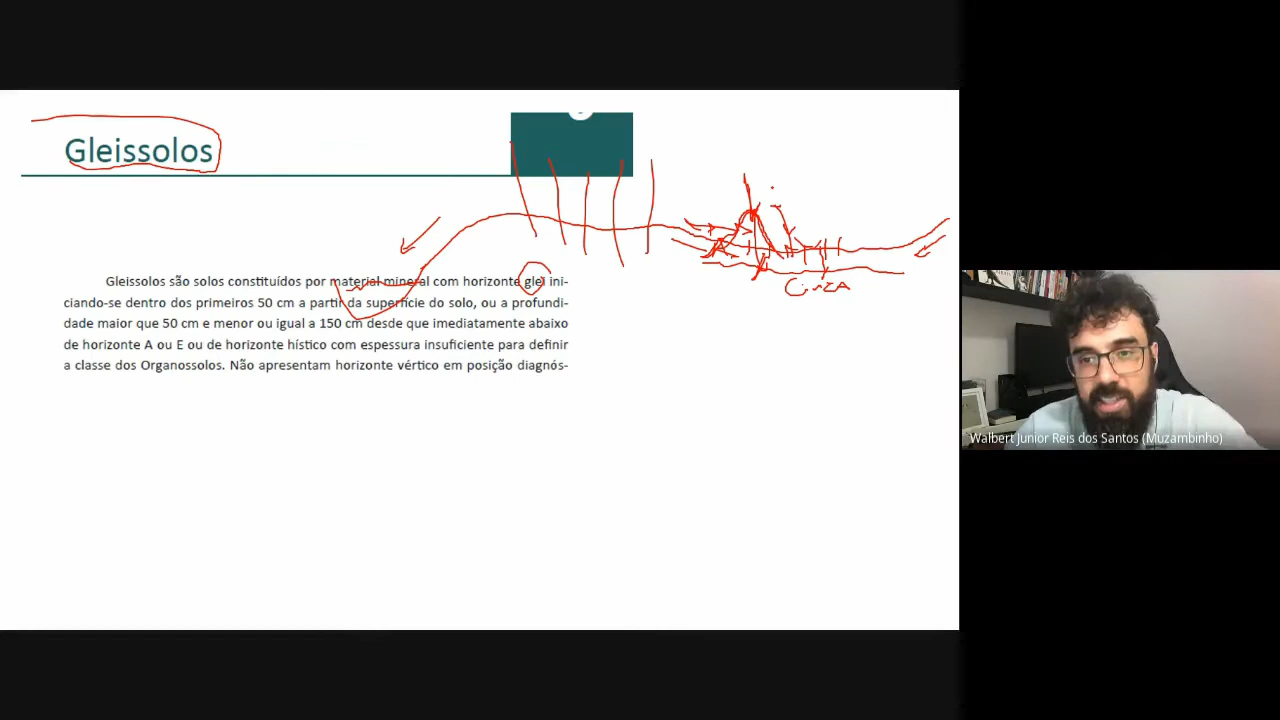 Gleissolos
Gleissolos são solos constituídos por material mineral com horizonte glei ini-
ciando-se dentro dos primeiros 50 cm a partir da superfície do solo, ou a profundi-
dade maior que 50 cm e menor ou igual a 150 cm desde que imediatamente abaixo
de horizonte A ou E ou de horizonte hístico com espessura insuficiente para definir
a classe dos Organossolos. Não apresentam horizonte vértico em posição diagnós-
CinzA
Walbert Junior Reis dos Santos (Muzambinho)